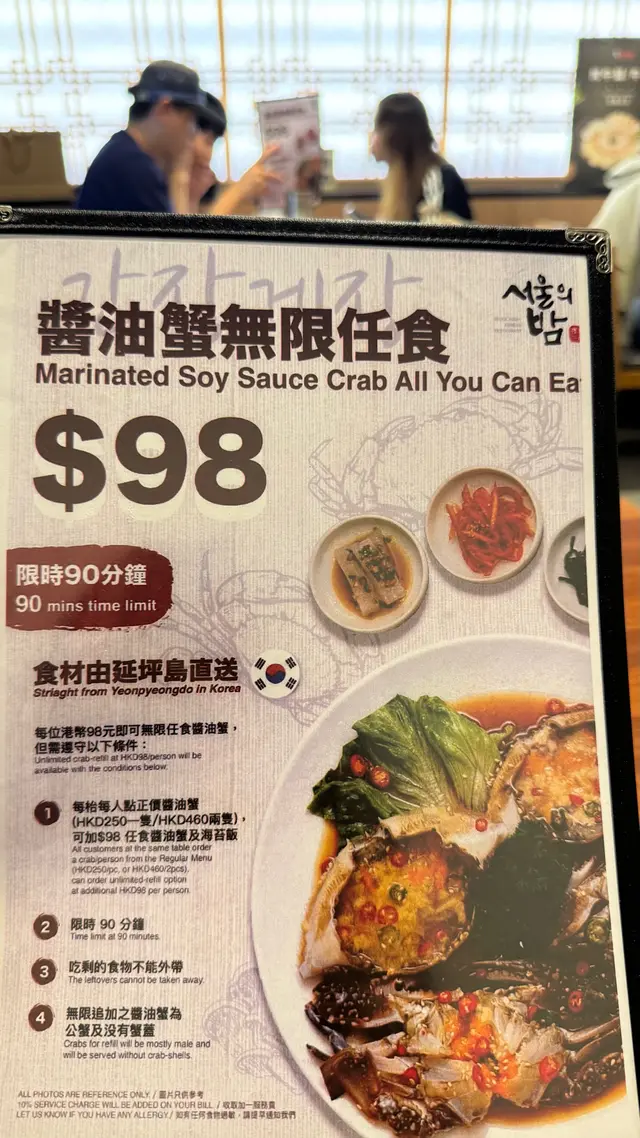 간장게장
서울의
밤
醬油蟹無限任食
Marinated Soy Sauce Crab All You Can Ea
$98
限時90分鐘
90 mins time limit
食材由延坪島直送
Striaght from Yeonpyeongdo in Korea
每位港幣98元即可無限任食醬油蟹，
但需遵守以下條件：
Unlimited crab-refill at HKD98/person will be
available with the conditions below.
1
每枱每人點正價醬油蟹
(HKD250一隻/HKD460兩隻)，
可加$98 任食醬油蟹及海苔飯
All customers at the same table order
a crab/person from the Regular Menu
(HKD250/pc, or HKD460/2pcs),
can order unlimited-refill option
at additional HKD98 per person.
2
限時 90 分鐘
Time limit at 90 minutes.
3
吃剩的食物不能外帶
The leftovers cannot be taken away.
4
無限追加之醬油蟹為
公蟹及没有蟹蓋
Crabs for refill will be mostly male and
will be served without crab-shells.
ALL PHOTOS ARE REFERENCE ONLY. / 圖片只供參考
10% SERVICE CHARGE WILL BE ADDED ON YOUR BILL / 收取加一服務費
LET US KNOW IF YOU HAVE ANY ALLERGY / 如有任何食物過敏，請提早通知我們